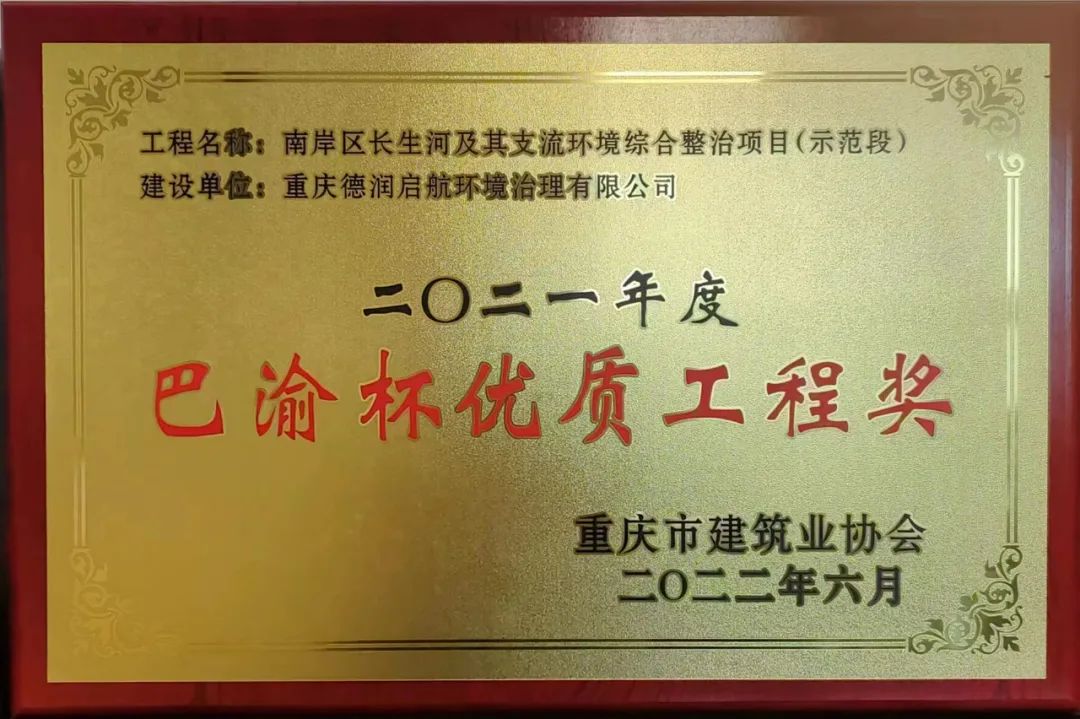 工程名称：南岸区长生河及其支流环境综合整治项目(示范段)
建设单位：重庆德润启航环境治理有限公司
二〇二一年度
巴渝杯优质工程奖
重庆市建筑业协会
二〇二二年六月